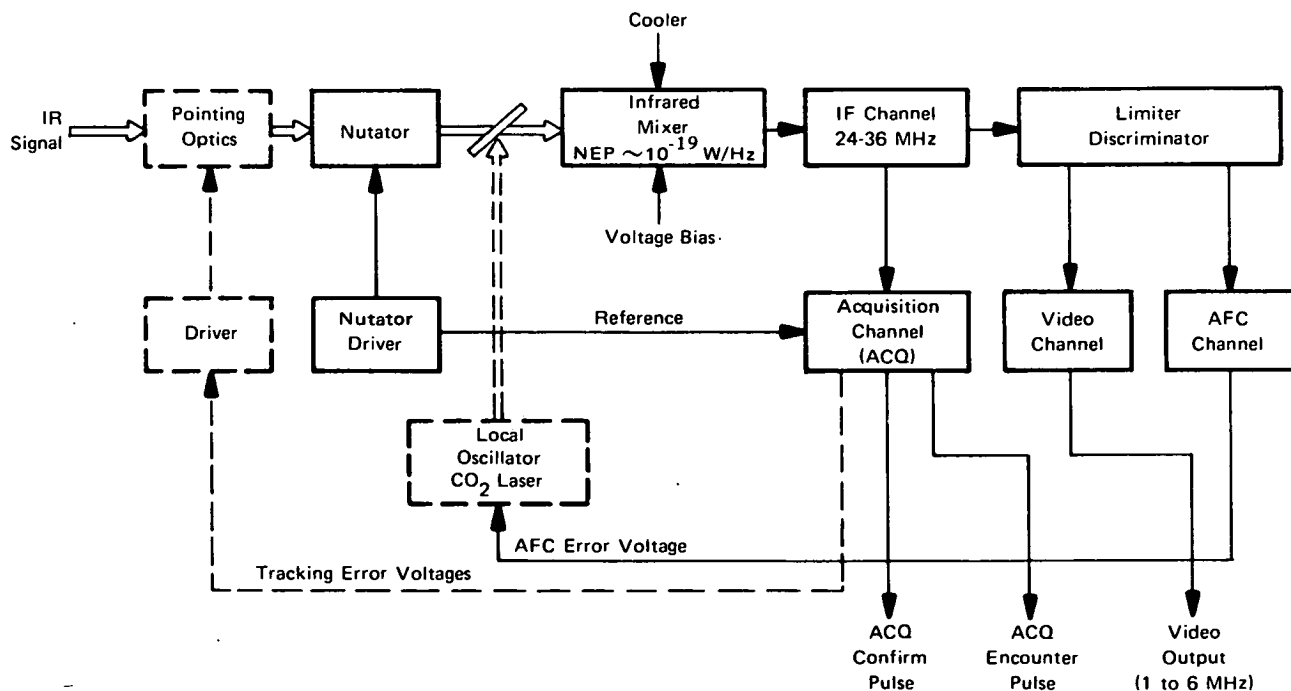 Cooler
IR
Signal
Pointing
Optics
Nutator
Infrared
Mixer
NEP ~10⁻¹⁹ W/Hz
IF Channel
24-36 MHz
Limiter
Discriminator
Voltage Bias
Driver
Nutator
Driver
Reference
Acquisition
Channel
(ACQ)
Video
Channel
AFC
Channel
Local
Oscillator
CO₂ Laser
AFC Error Voltage
Tracking Error Voltages
ACQ
Confirm
Pulse
ACQ
Encounter
Pulse
Video
Output
(1 to 6 MHz)